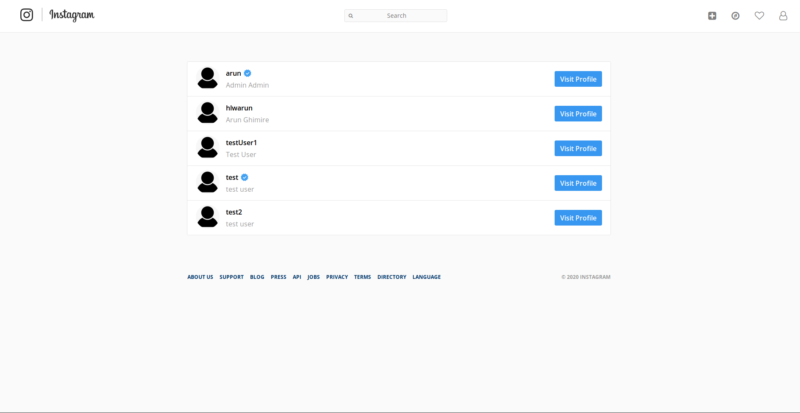 Instagram
Search
arun
Admin Admin
Visit Profile
hiwarun
Arun Ghimire
Visit Profile
testUser1
Test User
Visit Profile
test
test user
Visit Profile
test2
test user
Visit Profile
ABOUT US SUPPORT BLOG PRESS API JOBS PRIVACY TERMS DIRECTORY LANGUAGE
© 2020 INSTAGRAM